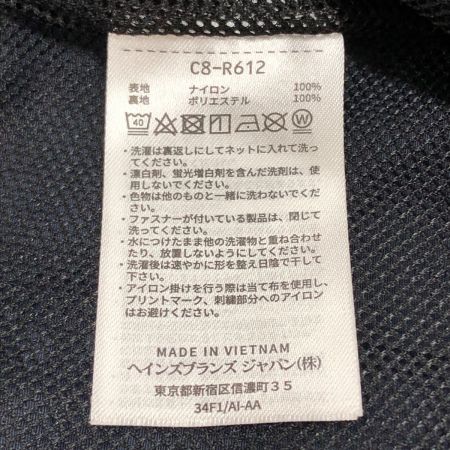 C8-R612
表地 ナイロン 100%
裏地 ポリエステル 100%
40 W
・洗濯は裏返しにしてネットに入れて洗っ
てください。
・漂白剤、蛍光増白剤を含んだ洗剤は、使
用しないでください。
・色物は他のものと一緒に洗わないでくだ
さい。
・ファスナーが付いている製品は、閉じて
洗ってください。
・水につけたまま他の洗濯物と重ね合わせ
たり、放置しないようにしてください。
・洗濯後は速やかに形を整え日陰で干して
下さい。
・アイロン掛けを行う際は当て布を使用し、
プリントマーク、刺繍部分へのアイロン
はお避けください。
MADE IN VIETNAM
ヘインズブランズ ジャパン(株)
東京都新宿区信濃町35
34F1/AI-AA